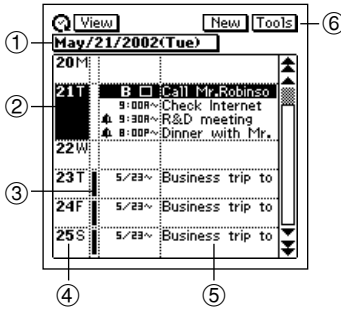 View New Tools ⑥
① May/21/2002(Tue)
20M
② 21T B □ Call Mr.Robinso
9:00A~ Check Internet
9:30A~ R&D meeting
8:00P~ Dinner with Mr.
22W
③ 23T 5/23~ Business trip to
24F 5/23~ Business trip to
25S 5/23~ Business trip to
④ ⑤